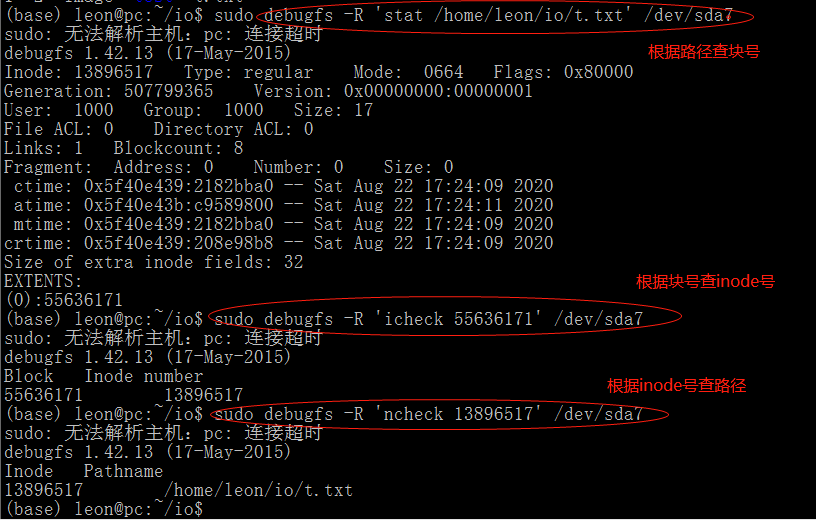 (base) leon@pc:~/io$ sudo debugfs -R 'stat /home/leon/io/t.txt' /dev/sda7
sudo: 无法解析主机：pc: 连接超时
根据路径查块号
debugfs 1.42.13 (17-May-2015)
Inode: 13896517   Type: regular    Mode:  0664   Flags: 0x80000
Generation: 507799365    Version: 0x00000000:00000001
User:  1000   Group:  1000   Size: 17
File ACL: 0    Directory ACL: 0
Links: 1   Blockcount: 8
Fragment:  Address: 0    Number: 0    Size: 0
 ctime: 0x5f40e439:2182bba0 -- Sat Aug 22 17:24:09 2020
 atime: 0x5f40e43b:c9589800 -- Sat Aug 22 17:24:11 2020
 mtime: 0x5f40e439:2182bba0 -- Sat Aug 22 17:24:09 2020
crtime: 0x5f40e439:208e98b8 -- Sat Aug 22 17:24:09 2020
Size of extra inode fields: 32
EXTENTS:
根据块号查inode号
(0):55636171
(base) leon@pc:~/io$ sudo debugfs -R 'icheck 55636171' /dev/sda7
sudo: 无法解析主机：pc: 连接超时
debugfs 1.42.13 (17-May-2015)
Block   Inode number
55636171        13896517
根据inode号查路径
(base) leon@pc:~/io$ sudo debugfs -R 'ncheck 13896517' /dev/sda7
sudo: 无法解析主机：pc: 连接超时
debugfs 1.42.13 (17-May-2015)
Inode   Pathname
13896517        /home/leon/io/t.txt
(base) leon@pc:~/io$